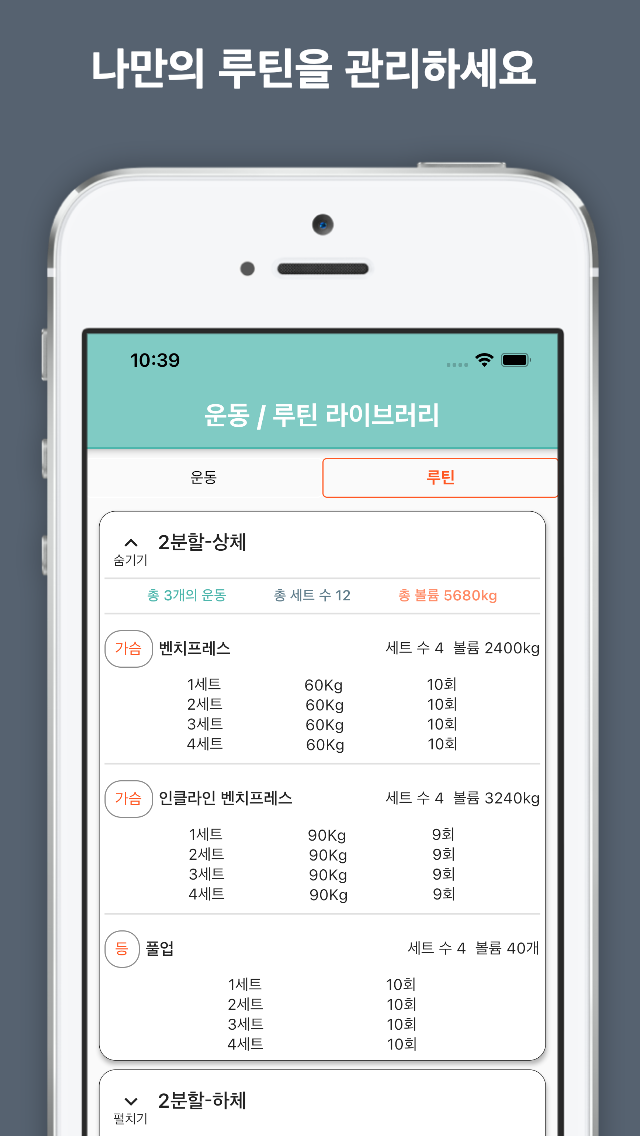 나만의 루틴을 관리하세요
10:39
운동 / 루틴 라이브러리
운동 루틴
2분할-상체
숨기기
총 3개의 운동 총 세트 수 12 총 볼륨 5680kg
가슴 벤치프레스 세트 수 4 볼륨 2400kg
1세트 60Kg 10회
2세트 60Kg 10회
3세트 60Kg 10회
4세트 60Kg 10회
가슴 인클라인 벤치프레스 세트 수 4 볼륨 3240kg
1세트 90Kg 9회
2세트 90Kg 9회
3세트 90Kg 9회
4세트 90Kg 9회
등 풀업 세트 수 4 볼륨 40개
1세트 10회
2세트 10회
3세트 10회
4세트 10회
2분할-하체
펼치기